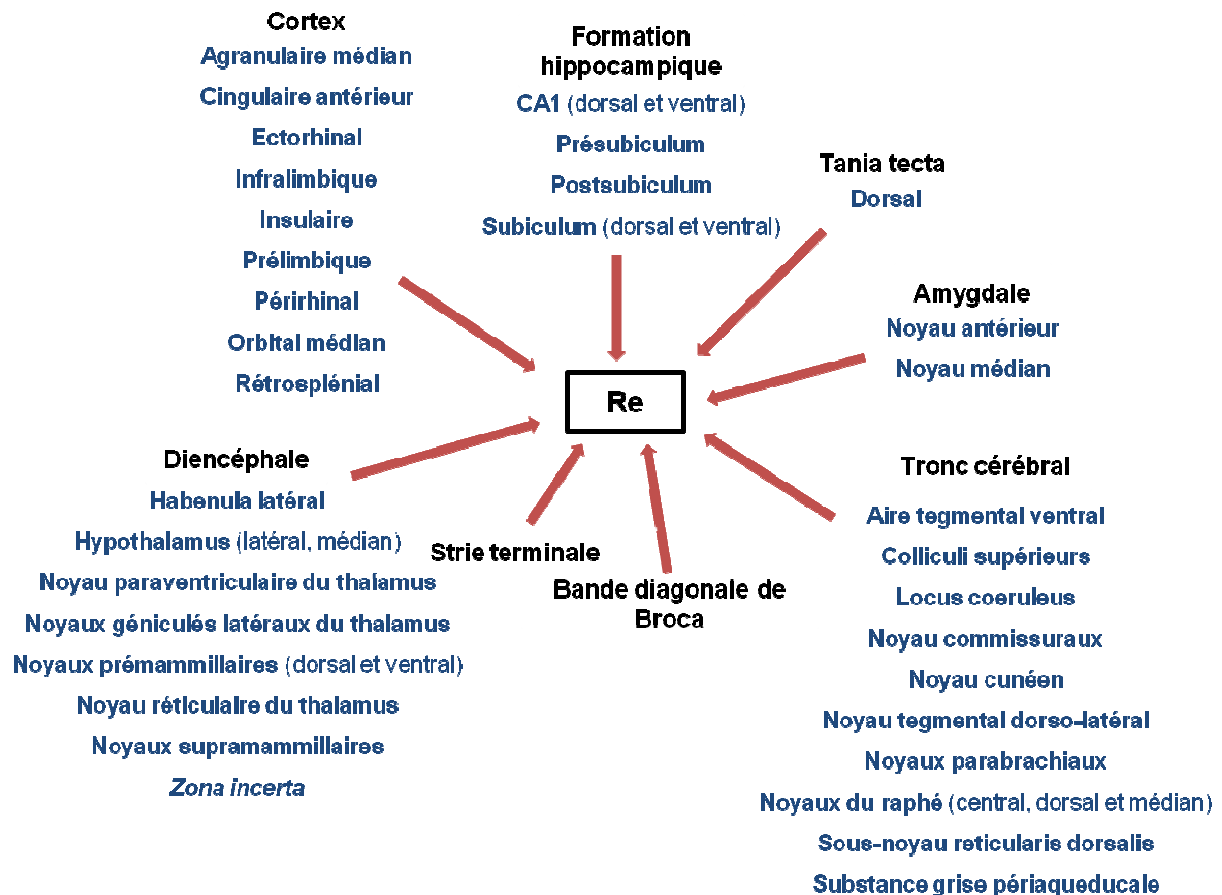 Cortex
Agranulaire médian
Cingulaire antérieur
Ectorhinal
Infralimbique
Insulaire
Prélimbique
Périrhinal
Orbital médian
Rétrosplénial
Formation
hippocampique
CA1 (dorsal et ventral)
Présubiculum
Postsubiculum
Subiculum (dorsal et ventral)
Tania tecta
Dorsal
Amygdale
Noyau antérieur
Noyau médian
Re
Diencéphale
Habenula latéral
Hypothalamus (latéral, médian)
Noyau paraventriculaire du thalamus
Noyaux géniculés latéraux du thalamus
Noyaux prémammillaires (dorsal et ventral)
Noyau réticulaire du thalamus
Noyaux supramammillaires
Zona incerta
Strie terminale
Bande diagonale de
Broca
Tronc cérébral
Aire tegmental ventral
Colliculi supérieurs
Locus coeruleus
Noyau commissuraux
Noyau cunéen
Noyau tegmental dorso-latéral
Noyaux parabrachiaux
Noyaux du raphé (central, dorsal et médian)
Sous-noyau reticularis dorsalis
Substance grise périaqueducale